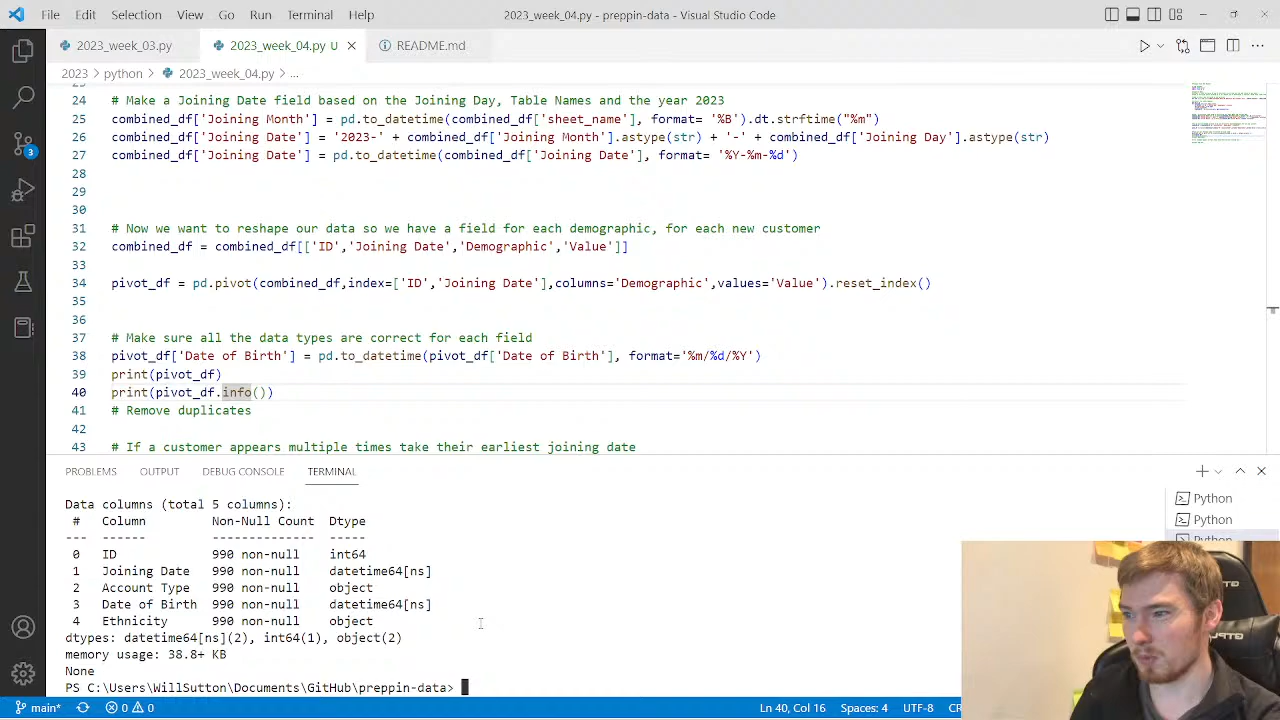 File Edit Selection View Go Run Terminal Help 2023_week_04.py - preppin-data - Visual Studio Code
2023_week_03.py 2023_week_04.py U README.md
2023 > python > 2023_week_04.py > ...
24 # Make a Joining Date field based on the Joining Day, Table Names and the year 2023
25 combined_df['Joining Month'] = pd.to_datetime(combined_df['sheet_name'], format='%B').dt.strftime("%m")
26 combined_df['Joining Date'] = '2023' + '-' + combined_df['Joining Month'] + '-' + combined_df['Joining Day'].astype(str)
27 combined_df['Joining Date'] = pd.to_datetime(combined_df['Joining Date'], format= '%Y-%m-%d')
28
29
30
31 # Now we want to reshape our data so we have a field for each demographic, for each new customer
32 combined_df = combined_df[['ID','Joining Date','Demographic','Value']]
33
34 pivot_df = pd.pivot(combined_df,index=['ID','Joining Date'],columns='Demographic',values='Value').reset_index()
35
36
37 # Make sure all the data types are correct for each field
38 pivot_df['Date of Birth'] = pd.to_datetime(pivot_df['Date of Birth'], format='%m/%d/%Y')
39 print(pivot_df)
40 print(pivot_df.info())
41 # Remove duplicates
42
43 # If a customer appears multiple times take their earliest joining date
PROBLEMS OUTPUT DEBUG CONSOLE TERMINAL
Data columns (total 5 columns):
# Column Non-Null Count Dtype
--- ------ -------------- -----
0 ID 990 non-null int64
1 Joining Date 990 non-null datetime64[ns]
2 Account Type 990 non-null object
3 Date of Birth 990 non-null datetime64[ns]
4 Ethnicity 990 non-null object
dtypes: datetime64[ns](2), int64(1), object(2)
memory usage: 38.8+ KB
None
PS C:\Users\WillSutton\Documents\GitHub\preppin-data>
Python
Python
Python
3
main* 0 0 Ln 40, Col 16 Spaces: 4 UTF-8